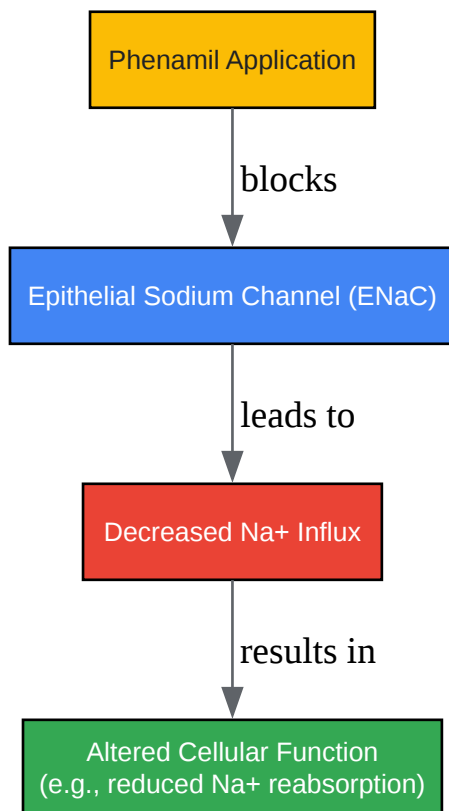 Phenamil Application
blocks
Epithelial Sodium Channel (ENaC)
leads to
Decreased Na+ Influx
results in
Altered Cellular Function
(e.g., reduced Na+ reabsorption)